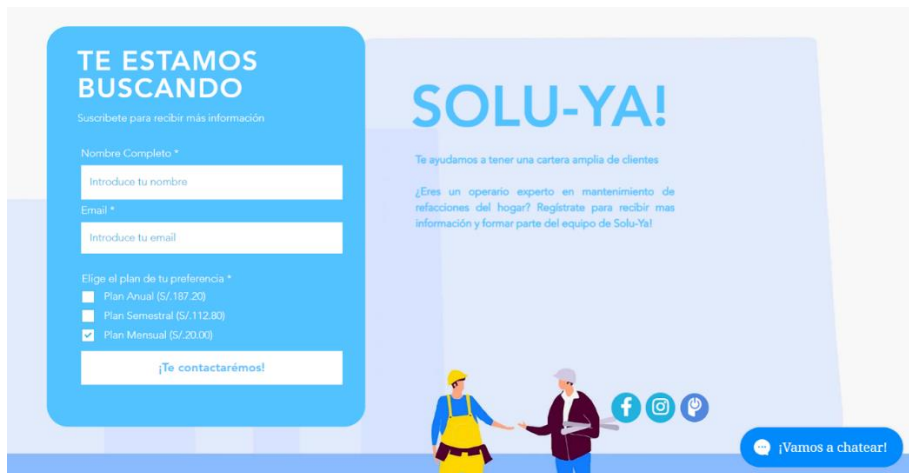 TE ESTAMOS
BUSCANDO
Suscribete para recibir más información
Nombre Completo *
Introduce tu nombre
Email *
Introduce tu email
Elige el plan de tu preferencia *
Plan Anual (S/.187.20)
Plan Semestral (S/.112.80)
Plan Mensual (S/.20.00)
¡Te contactarémos!
SOLU-YA!
Te ayudamos a tener una cartera amplia de clientes
¿Eres un operario experto en mantenimiento de
refacciones del hogar? Regístrate para recibir mas
información y formar parte del equipo de Solu-Ya!
¡Vamos a chatear!